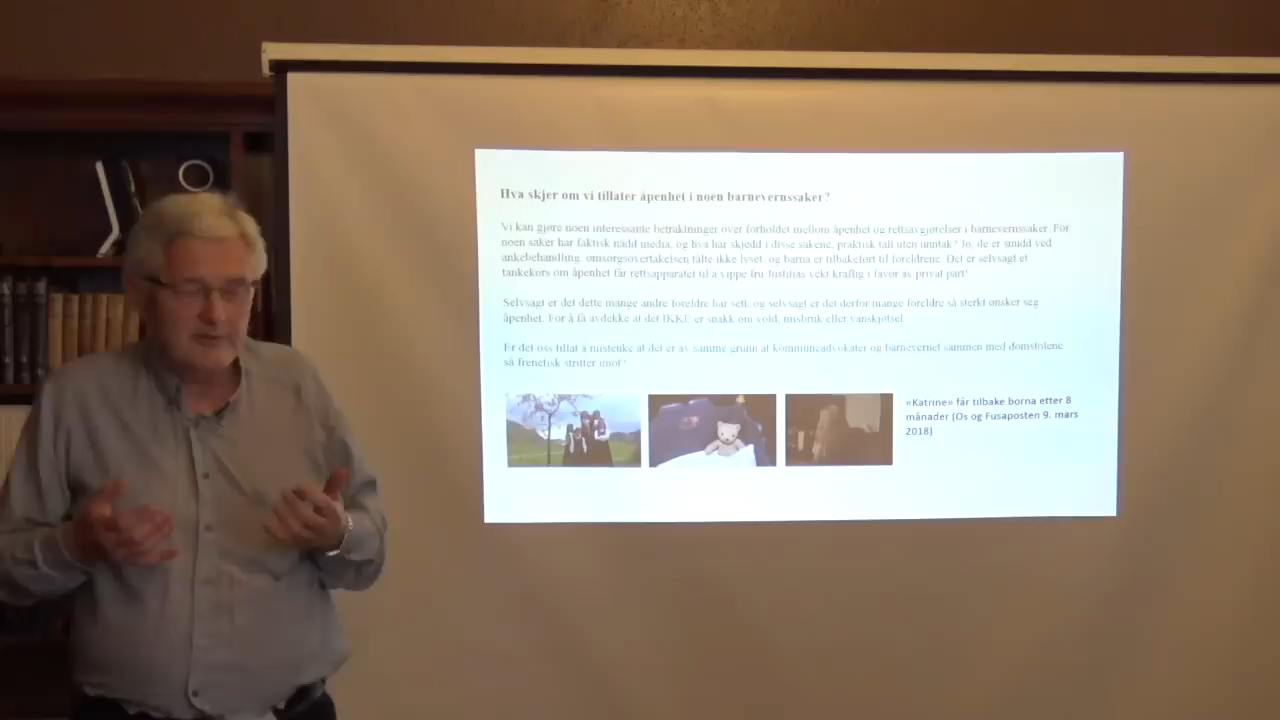 Hva skjer om vi tillater åpenhet i noen barnevernssaker?
Vi kan gjøre noen interessante betraktninger over forholdet mellom åpenhet og rettsavgjørelser i barnevernssaker. For
noen saker har faktisk nådd media, og hva har skjedd i disse sakene, praktisk talt uten unntak? Jo, de er snudd ved
ankebehandling, omsorgsovertakelsen tålte ikke lyset, og barna er tilbakeført til foreldrene. Det er selvsagt et
tankekors om åpenhet får rettsapparatet til å vippe fru Justitias vekt kraftig i favør av privat part!
Selvsagt er det dette mange andre foreldre har sett, og selvsagt er det derfor mange foreldre så sterkt ønsker seg
åpenhet. For å få avdekke at det IKKE er snakk om vold, misbruk eller vanskjøtsel.
Er det oss tillat å mistenke at det er av samme grunn at kommuneadvokater og barnevernet sammen med domstolene
så frenetisk stritter imot?
«Katrine» får tilbake borna etter 8
månader (Os og Fusaposten 9. mars
2018)